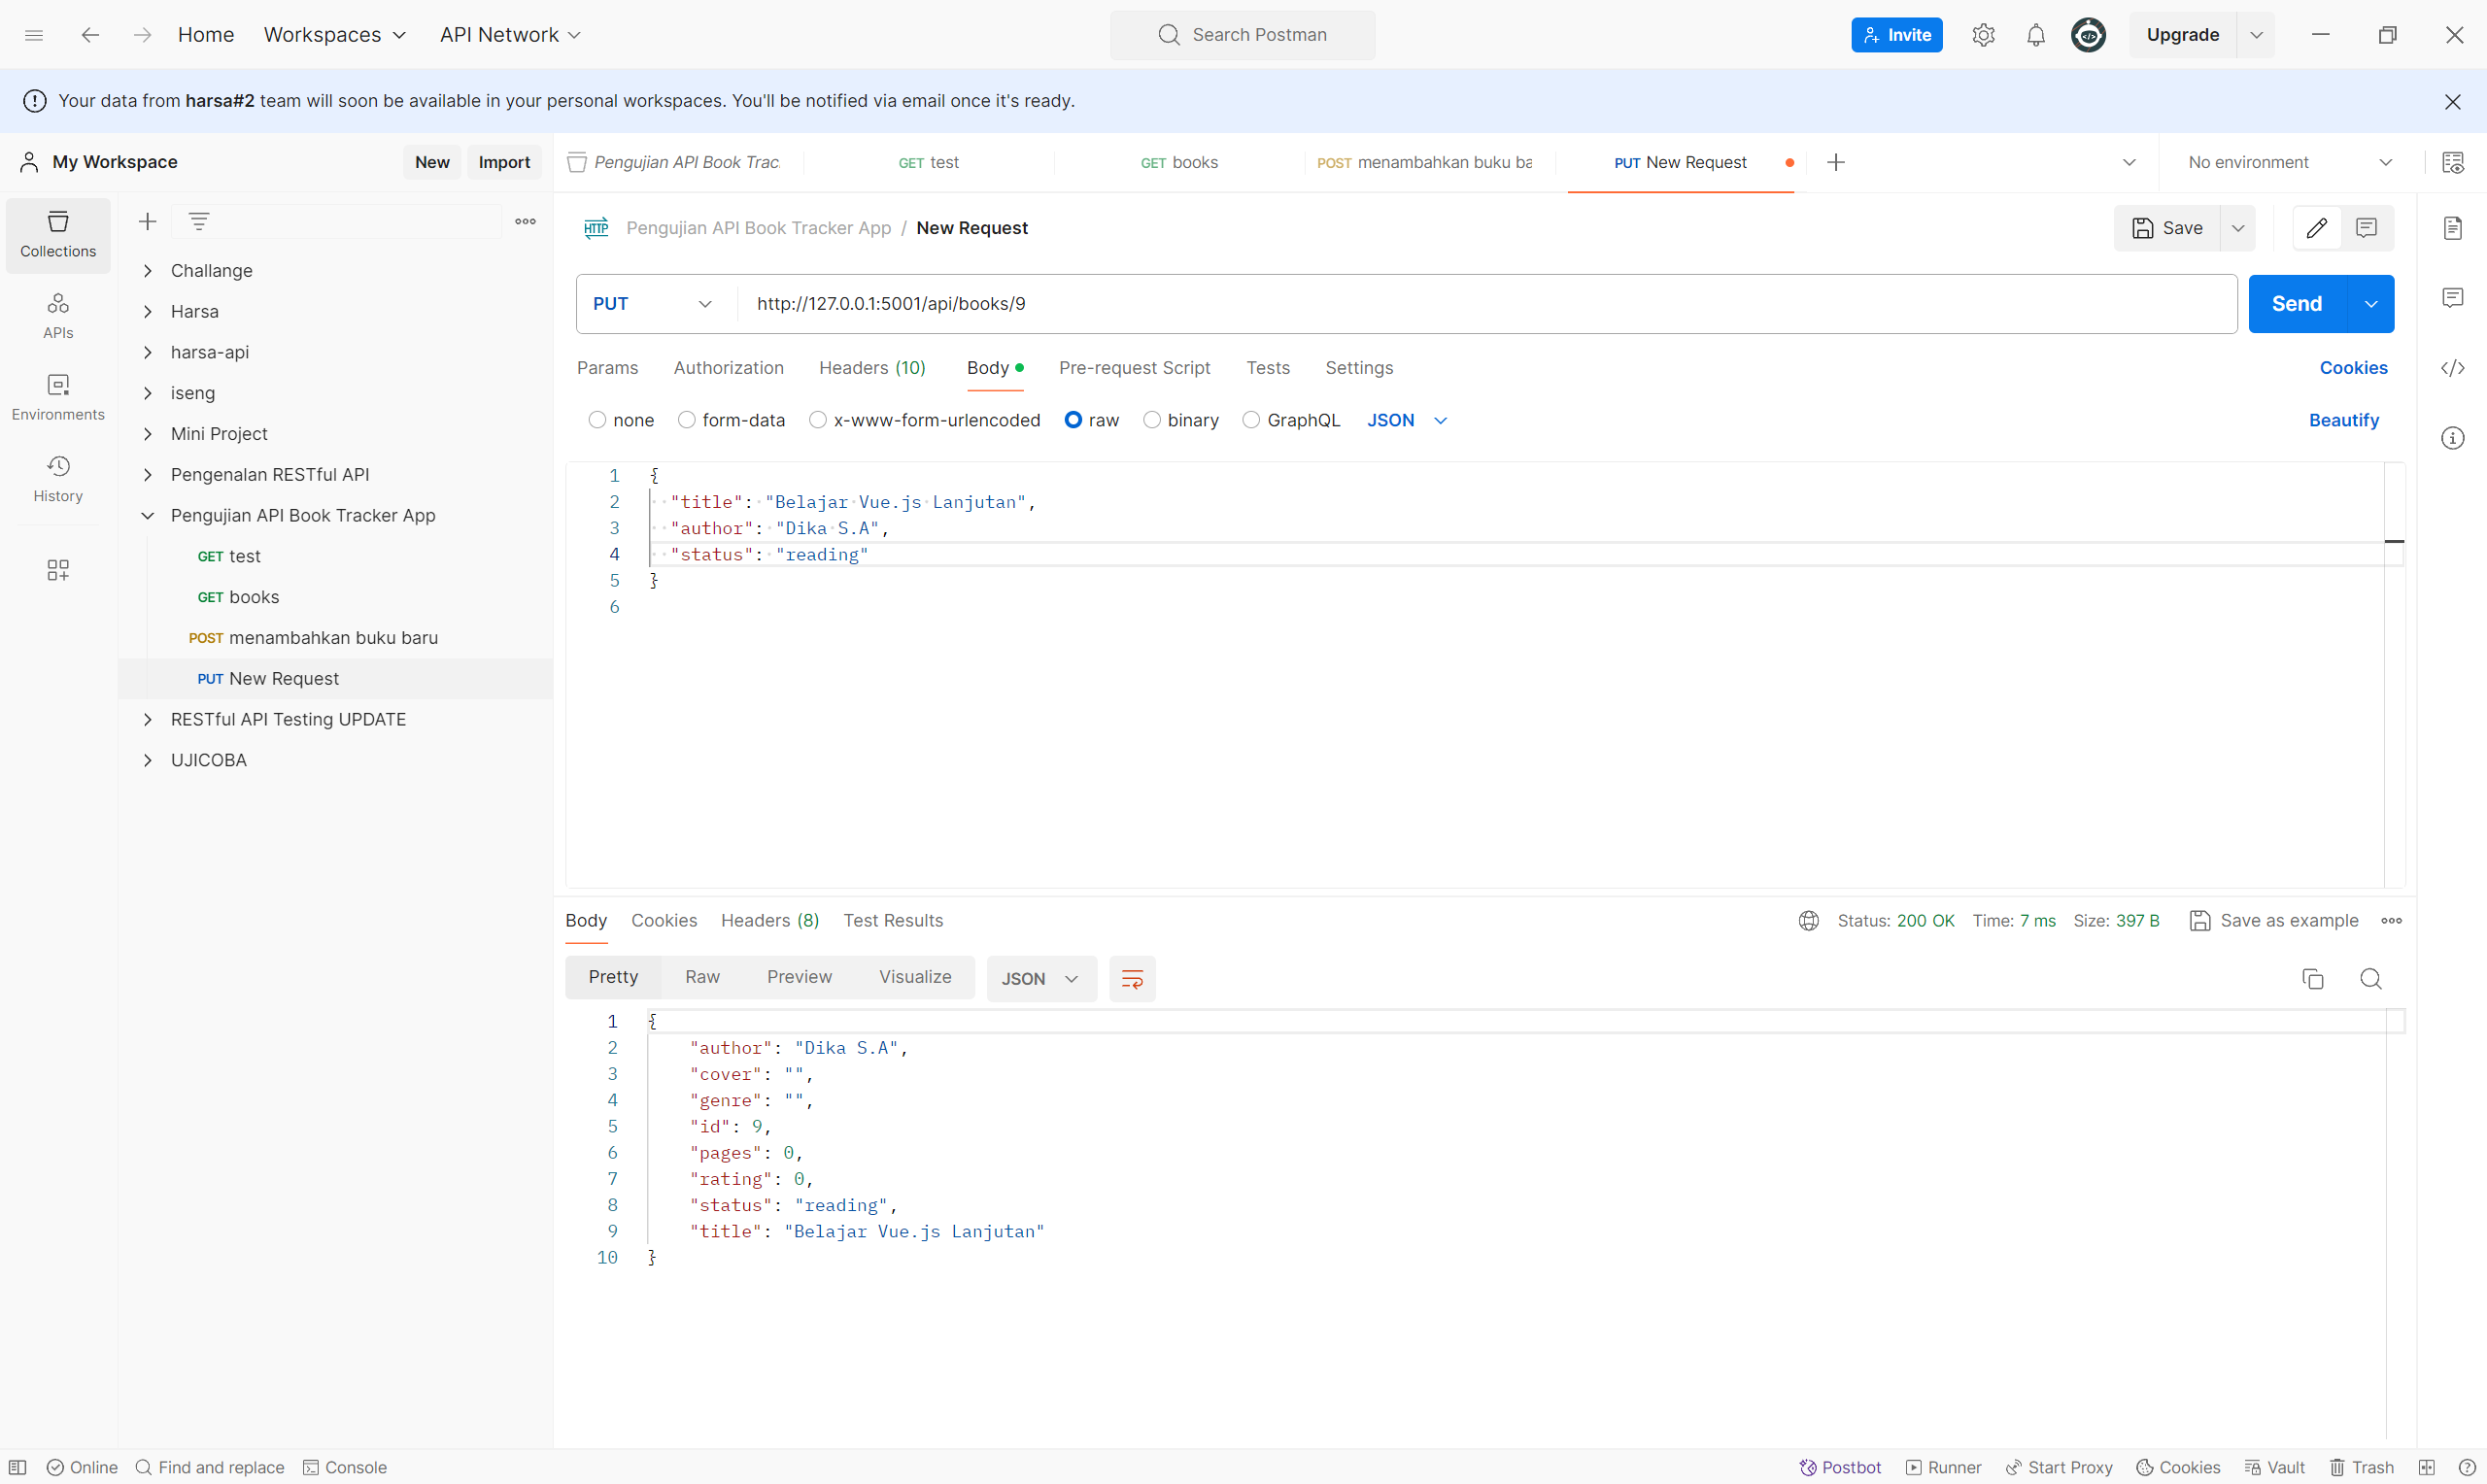 Home Workspaces API Network Search Postman Invite Upgrade
Your data from harsa#2 team will soon be available in your personal workspaces. You'll be notified via email once it's ready.
My Workspace New Import
Pengujian API Book Trac GET test GET books POST menambahkan buku ba PUT New Request No environment
Collections
APIs
Environments
History
Challange
Harsa
harsa-api
iseng
Mini Project
Pengenalan RESTful API
Pengujian API Book Tracker App
GET test
GET books
POST menambahkan buku baru
PUT New Request
RESTful API Testing UPDATE
UJICOBA
HTTP Pengujian API Book Tracker App / New Request Save
PUT http://127.0.0.1:5001/api/books/9 Send
Params Authorization Headers (10) Body Pre-request Script Tests Settings Cookies
none form-data x-www-form-urlencoded raw binary GraphQL JSON Beautify
1 {
2 "title": "Belajar Vue.js Lanjutan",
3 "author": "Dika S.A",
4 "status": "reading"
5 }
6
Body Cookies Headers (8) Test Results Status: 200 OK Time: 7 ms Size: 397 B Save as example
Pretty Raw Preview Visualize JSON
1 {
2 "author": "Dika S.A",
3 "cover": "",
4 "genre": "",
5 "id": 9,
6 "pages": 0,
7 "rating": 0,
8 "status": "reading",
9 "title": "Belajar Vue.js Lanjutan"
10 }
Online Find and replace Console Postbot Runner Start Proxy Cookies Vault Trash